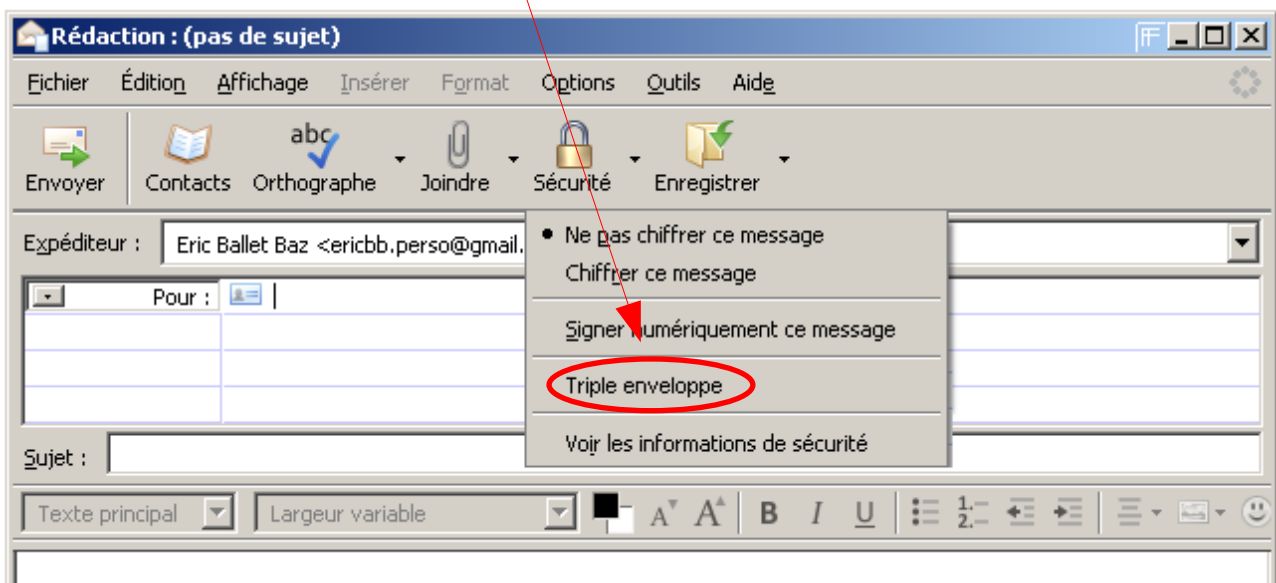 Rédaction : (pas de sujet)
Fichier Édition Affichage Insérer Format Options Outils Aide
abc
Envoyer Contacts Orthographe Joindre Sécurité Enregistrer
Expéditeur : Eric Ballet Baz <ericbb.perso@gmail.
Ne pas chiffrer ce message
Chiffrer ce message
Pour :
Signer numériquement ce message
Triple enveloppe
Voir les informations de sécurité
Sujet :
Texte principal Largeur variable A A B I U 1. 2.